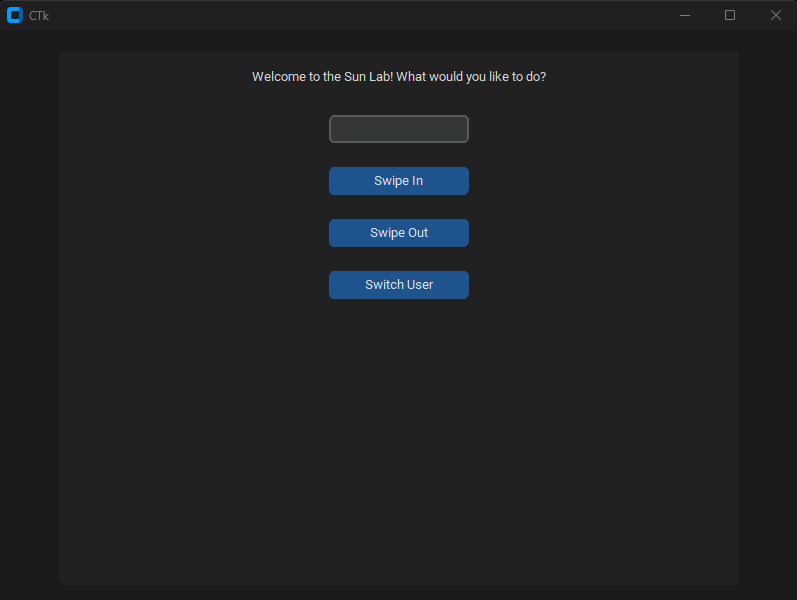 CTk
Welcome to the Sun Lab! What would you like to do?
Swipe In
Swipe Out
Switch User